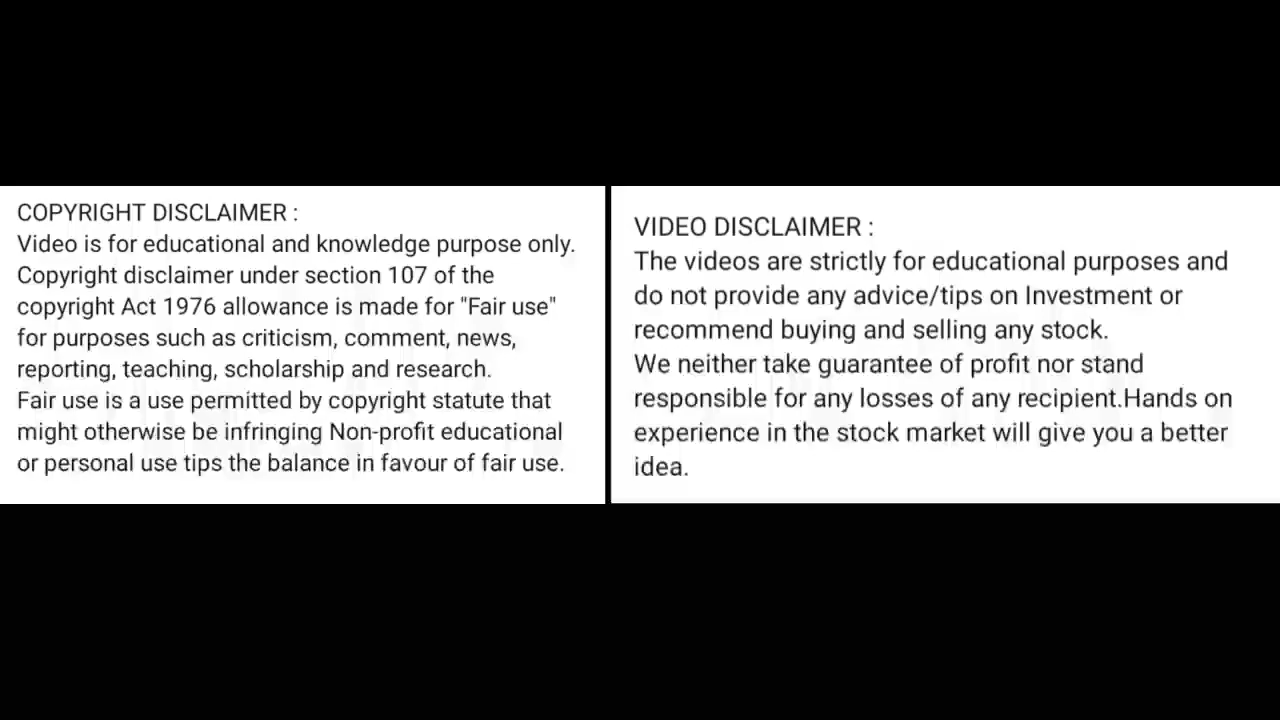 COPYRIGHT DISCLAIMER :
Video is for educational and knowledge purpose only.
Copyright disclaimer under section 107 of the
copyright Act 1976 allowance is made for "Fair use"
for purposes such as criticism, comment, news,
reporting, teaching, scholarship and research.
Fair use is a use permitted by copyright statute that
might otherwise be infringing Non-profit educational
or personal use tips the balance in favour of fair use.
VIDEO DISCLAIMER :
The videos are strictly for educational purposes and
do not provide any advice/tips on Investment or
recommend buying and selling any stock.
We neither take guarantee of profit nor stand
responsible for any losses of any recipient.Hands on
experience in the stock market will give you a better
idea.